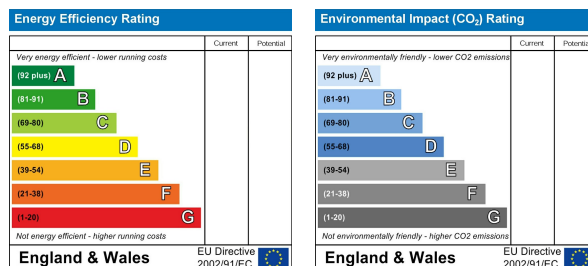 Energy Efficiency Rating
Current Potential
Very energy efficient - lower running costs
(92 plus) A
(81-91) B
(69-80) C
(55-68) D
(39-54) E
(21-38) F
(1-20) G
Not energy efficient - higher running costs
England & Wales
EU Directive
2002/91/EC
Environmental Impact (CO₂) Rating
Current Potential
Very environmentally friendly - lower CO2 emissions
(92 plus) A
(81-91) B
(69-80) C
(55-68) D
(39-54) E
(21-38) F
(1-20) G
Not environmentally friendly - higher CO2 emissions
England & Wales
EU Directive
2002/91/EC